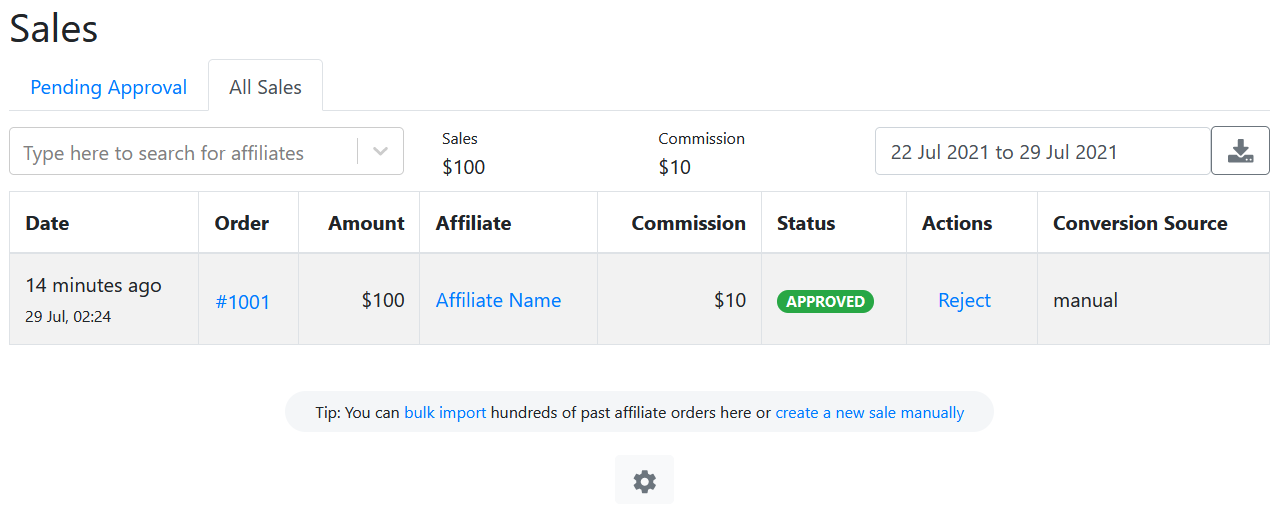 Sales
Pending Approval All Sales
Type here to search for affiliates
Sales
$100
Commission
$10
22 Jul 2021 to 29 Jul 2021
Date Order Amount Affiliate Commission Status Actions Conversion Source
14 minutes ago
29 Jul, 02:24
#1001 $100 Affiliate Name $10 APPROVED Reject manual
Tip: You can bulk import hundreds of past affiliate orders here or create a new sale manually